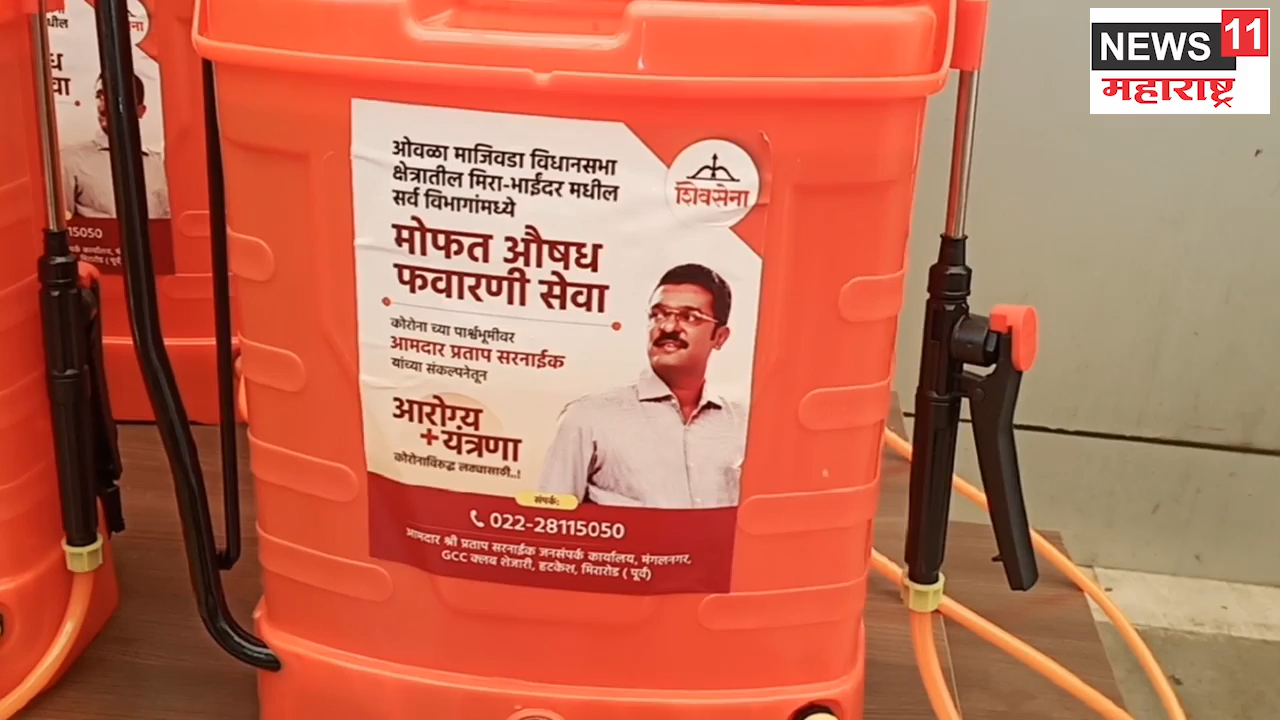 NEWS 11
महाराष्ट्र
ओवळा माजिवडा विधानसभा
क्षेत्रातील मिरा-भाईंदर मधील
सर्व विभागांमध्ये
शिवसेना
मोफत औषध
फवारणी सेवा
कोरोना च्या पार्श्वभूमीवर
आमदार प्रताप सरनाईक
यांच्या संकल्पनेतून
आरोग्य
+यंत्रणा
कोरोनाविरुद्ध लढ्यासाठी..!
संपर्क:
022-28115050
आमदार श्री प्रताप सरनाईक जनसंपर्क कार्यालय, मंगलनगर,
GCC क्लब शेजारी, हटकेश, मिरारोड ( पूर्व)